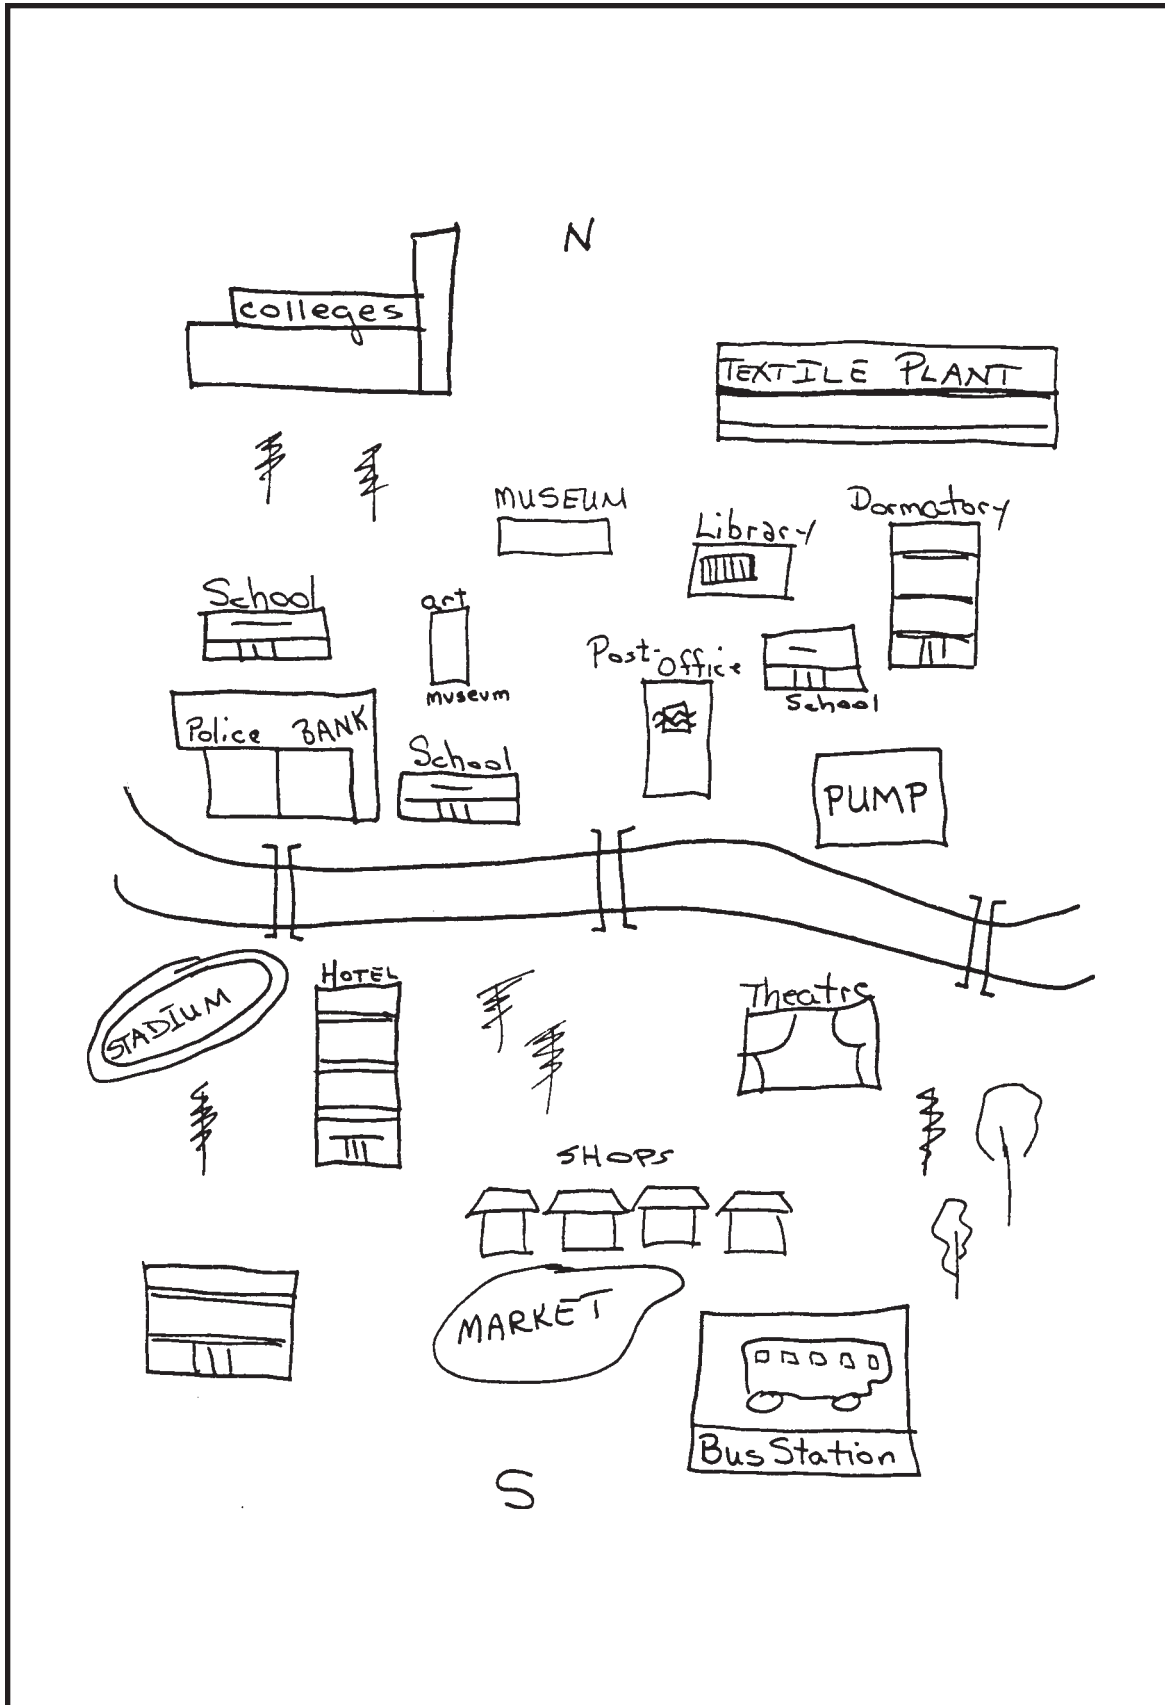 N
colleges
TEXTILE PLANT
MUSEUM
Dormatory
Library
School
art
museum
Post-Office
School
Police BANK
School
PUMP
STADIUM
HOTEL
Theatre
SHOPS
MARKET
Bus Station
S